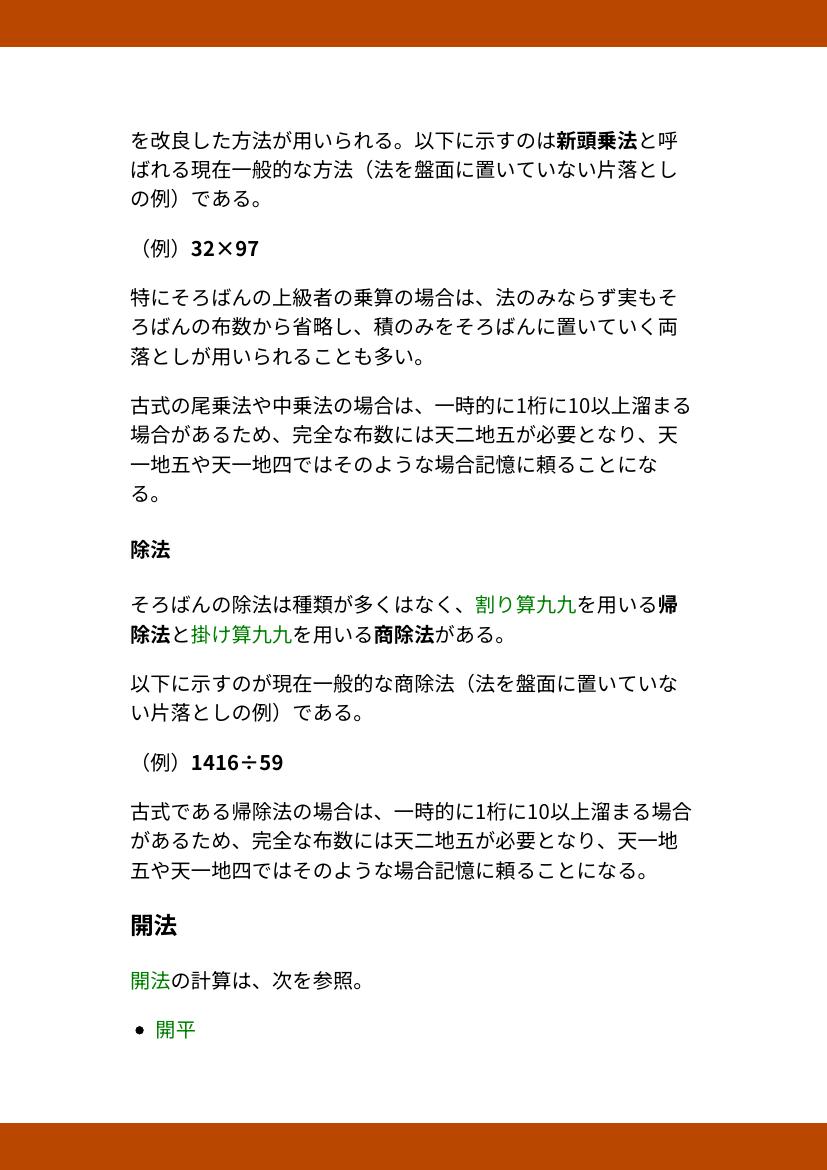 を改良した方法が用いられる。以下に示すのは新頭乗法と呼
ばれる現在一般的な方法（法を盤面に置いていない片落とし
の例）である。
（例）32×97
特にそろばんの上級者の乗算の場合は、法のみならず実もそ
ろばんの布数から省略し、積のみをそろばんに置いていく両
落としが用いられることも多い。
古式の尾乗法や中乗法の場合は、一時的に1桁に10以上溜まる
場合があるため、完全な布数には天二地五が必要となり、天
一地五や天一地四ではそのような場合記憶に頼ることにな
る。
除法
そろばんの除法は種類が多くはなく、割り算九九を用いる帰
除法と掛け算九九を用いる商除法がある。
以下に示すのが現在一般的な商除法（法を盤面に置いていな
い片落としの例）である。
（例）1416÷59
古式である帰除法の場合は、一時的に1桁に10以上溜まる場合
があるため、完全な布数には天二地五が必要となり、天一地
五や天一地四ではそのような場合記憶に頼ることになる。
開法
開法の計算は、次を参照。
• 開平